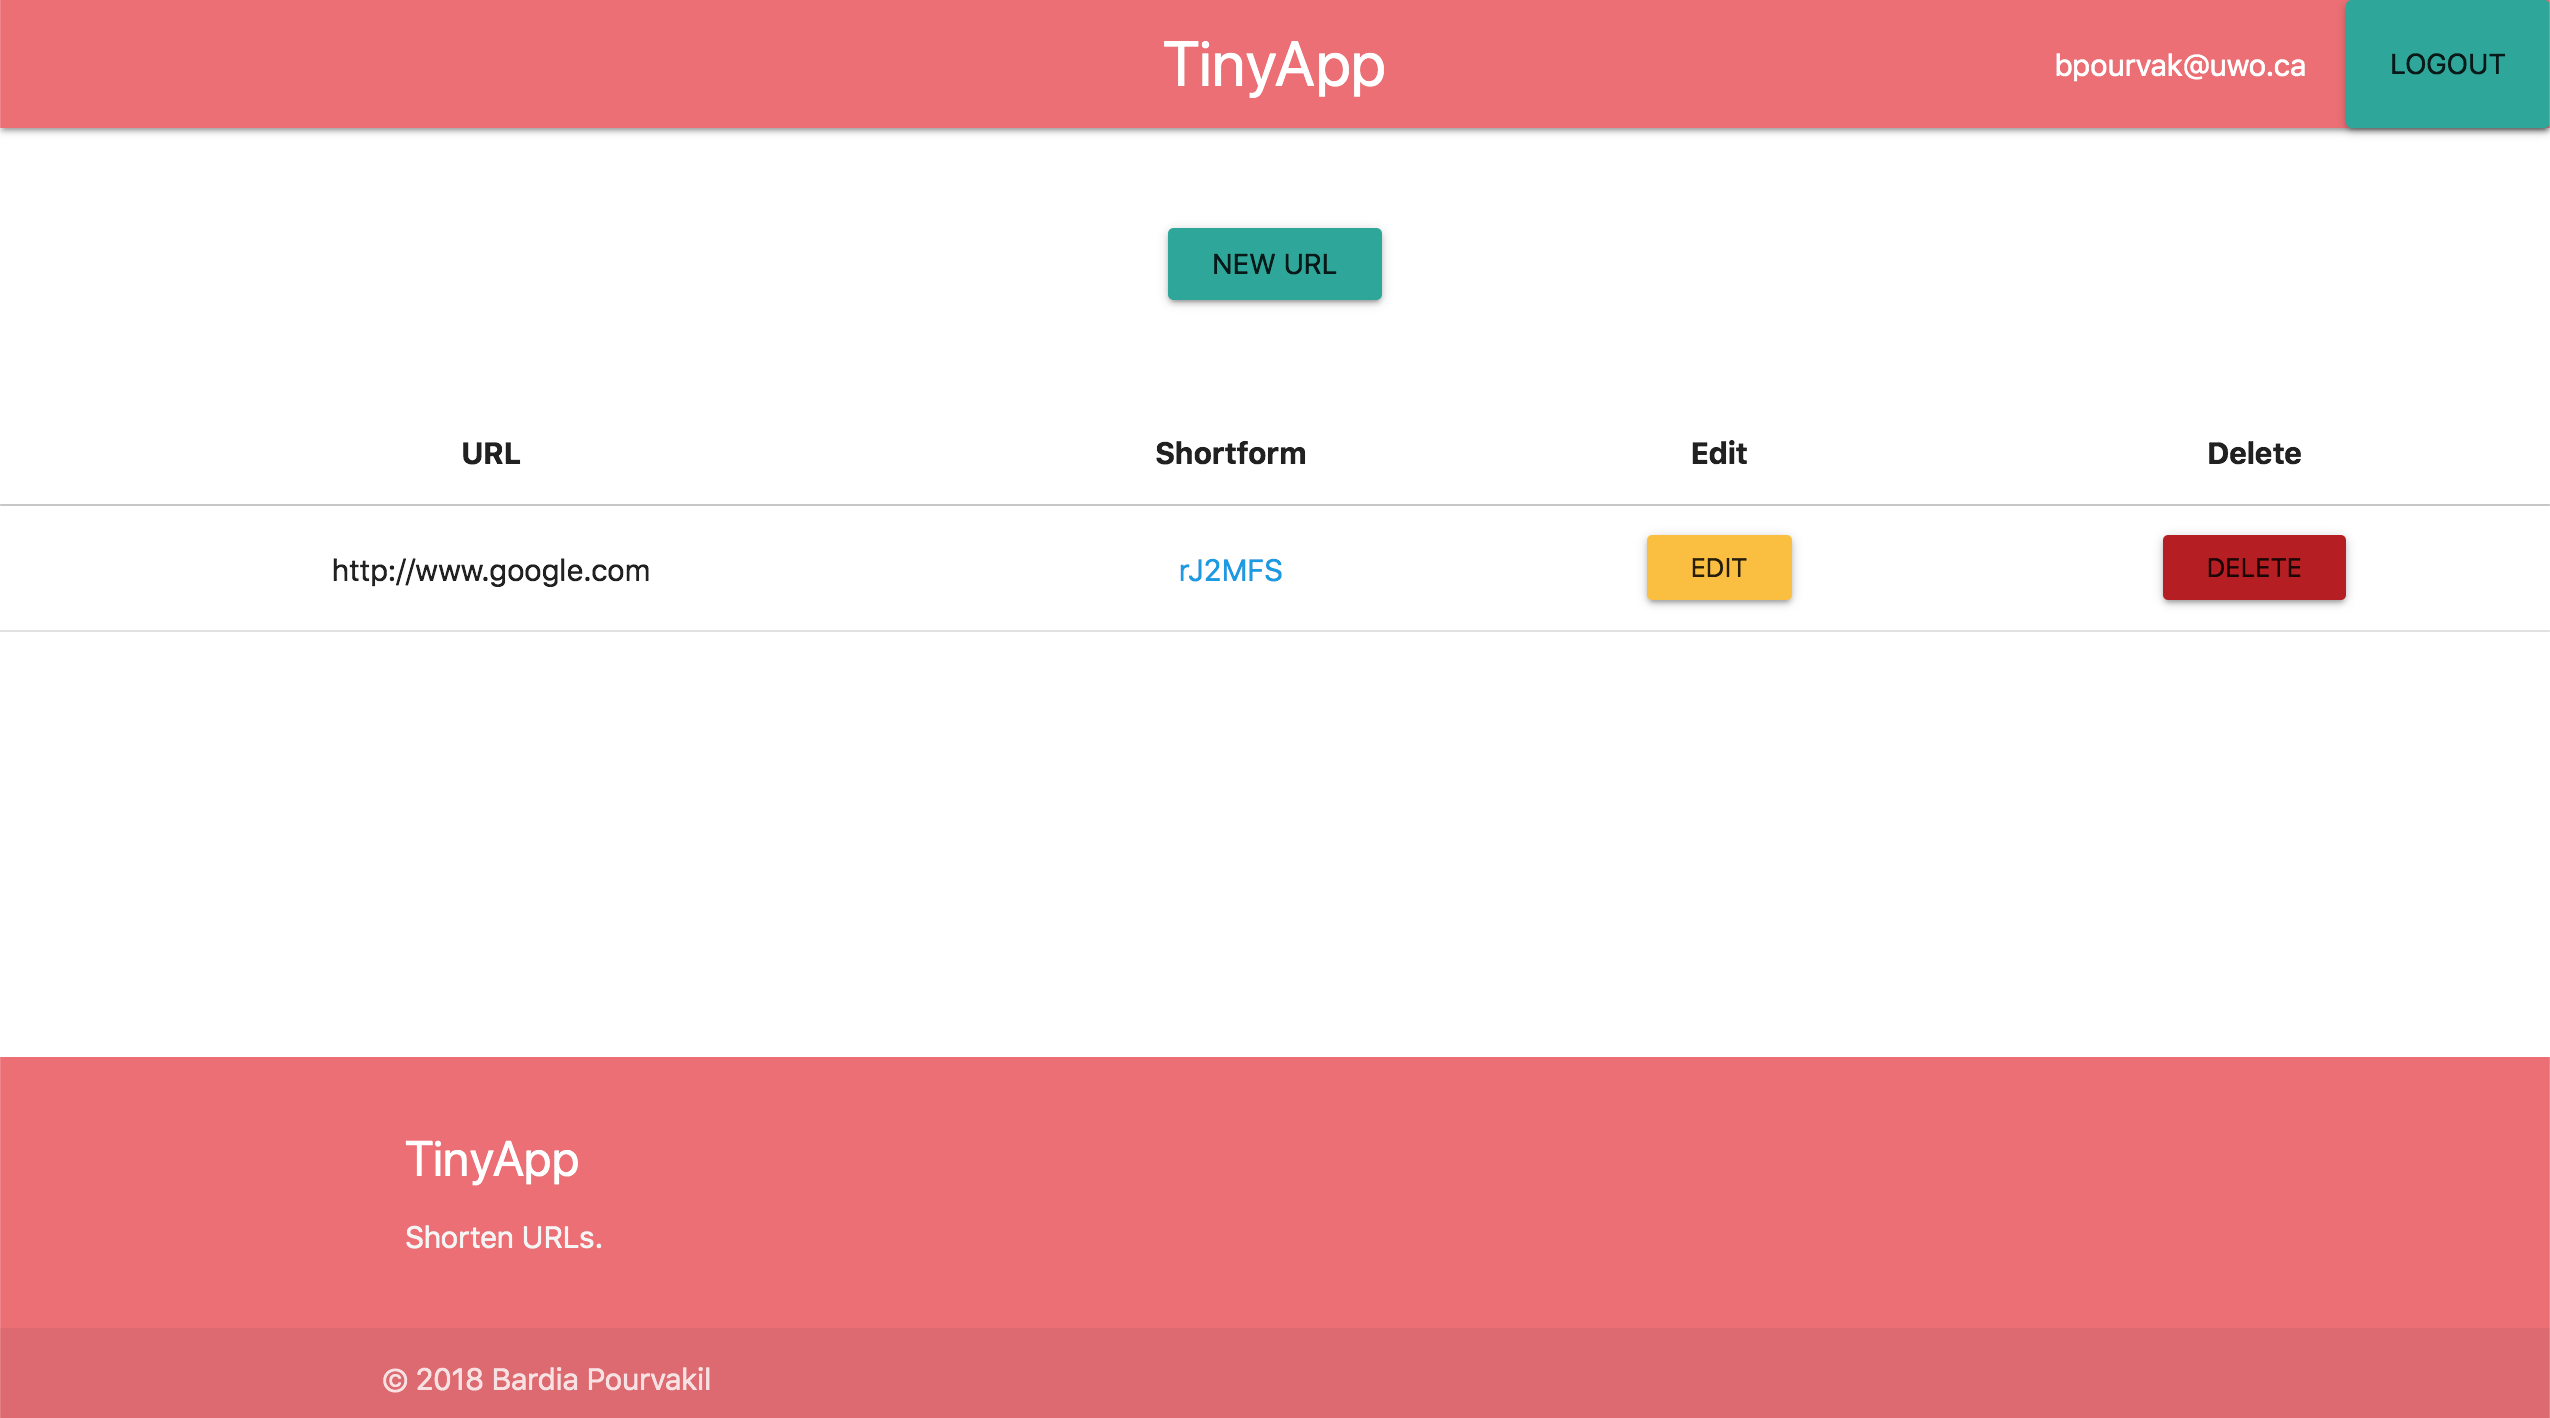 TinyApp
bpourvak@uwo.ca
LOGOUT
NEW URL
URL Shortform Edit Delete
http://www.google.com rJ2MFS EDIT DELETE
TinyApp
Shorten URLs.
© 2018 Bardia Pourvakil